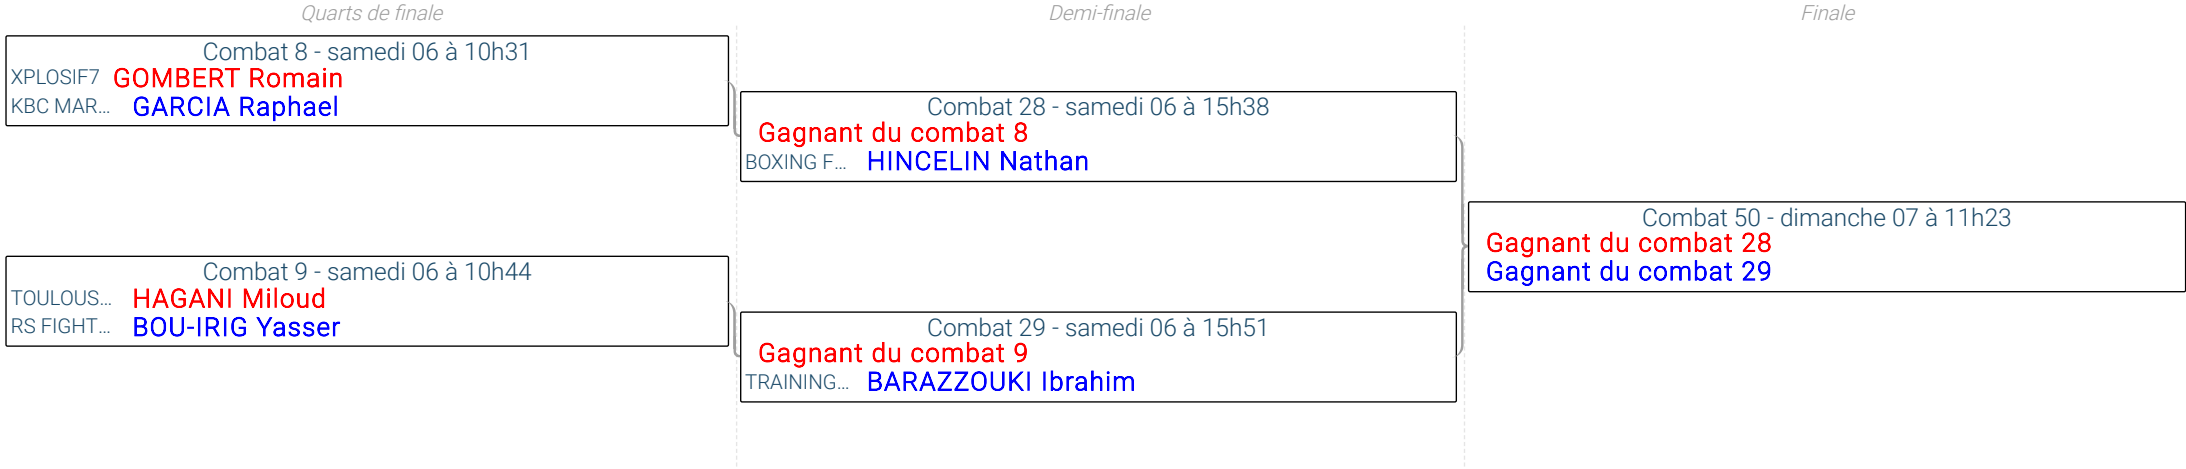 Quarts de finale
Demi-finale
Finale
Combat 8 - samedi 06 à 10h31
XPLOSIF7 GOMBERT Romain
KBC MAR... GARCIA Raphael
Combat 28 - samedi 06 à 15h38
Gagnant du combat 8
BOXING F... HINCELIN Nathan
Combat 50 - dimanche 07 à 11h23
Gagnant du combat 28
Gagnant du combat 29
Combat 9 - samedi 06 à 10h44
TOULOUS... HAGANI Miloud
RS FIGHT... BOU-IRIG Yasser
Combat 29 - samedi 06 à 15h51
Gagnant du combat 9
TRAINING... BARAZZOUKI Ibrahim